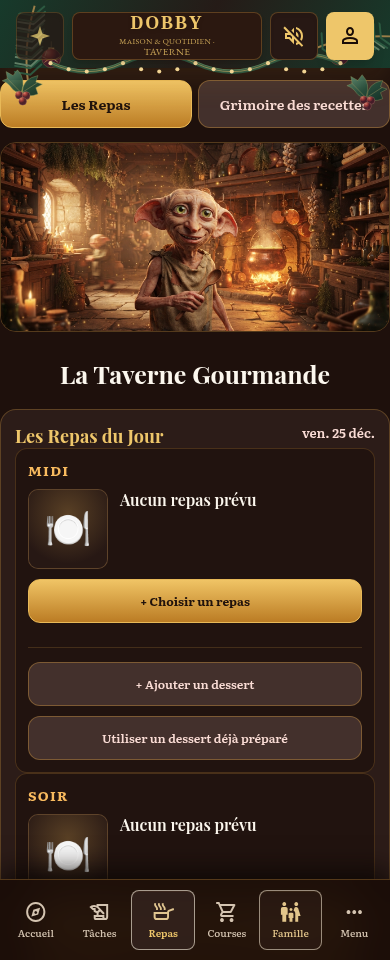 DOBBY
MAISON & QUOTIDIEN ·
TAVERNE
Les Repas
Grimoire des recettes
La Taverne Gourmande
Les Repas du Jour
ven. 25 déc.
MIDI
Aucun repas prévu
+ Choisir un repas
+ Ajouter un dessert
Utiliser un dessert déjà préparé
SOIR
Aucun repas prévu
Accueil
Tâches
Repas
Courses
Famille
Menu